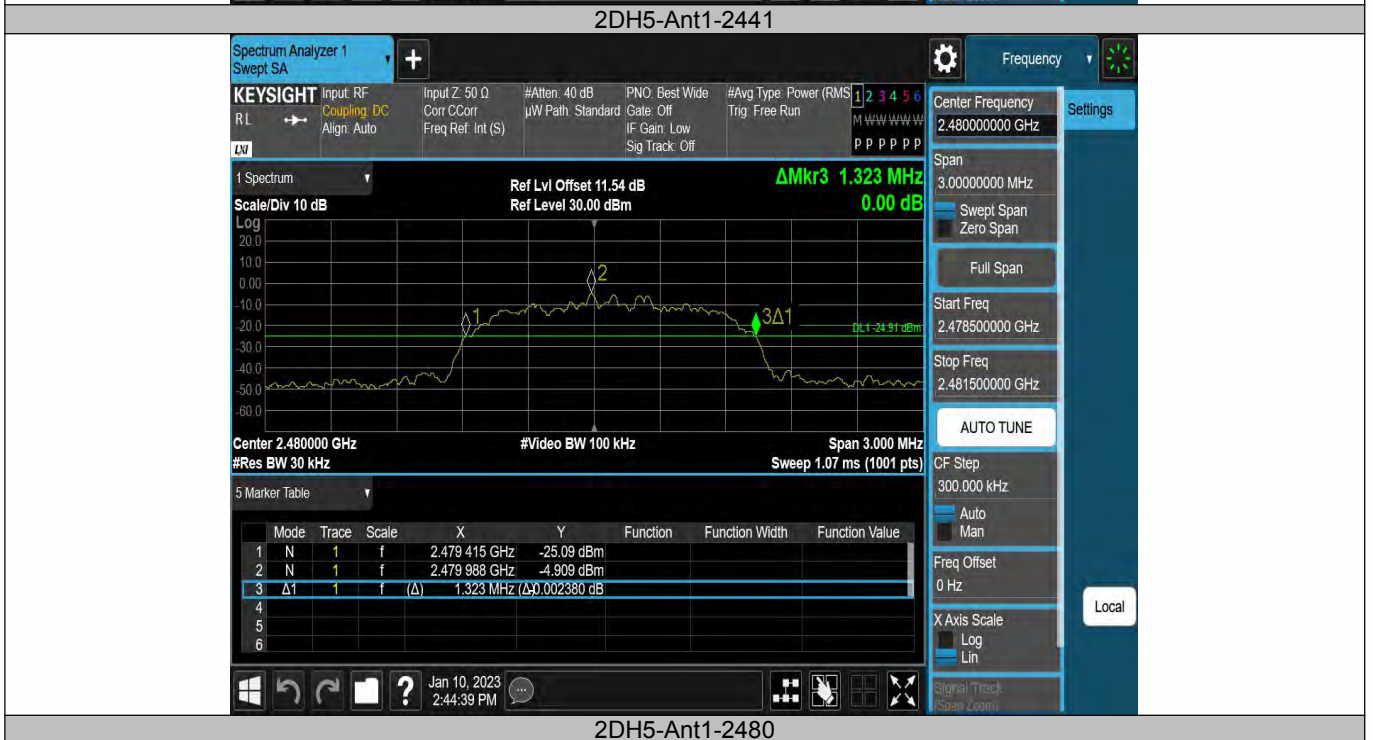 2DH5-Ant1-2441
Spectrum Analyzer 1
Swept SA
+
Frequency
KEYSIGHT
RL
LXI
Input: RF
Coupling: DC
Align: Auto
Input Z: 50 Ω
Corr CCorr
Freq Ref: Int (S)
#Atten: 40 dB
µW Path: Standard
PNO: Best Wide
Gate: Off
IF Gain: Low
Sig Track: Off
#Avg Type: Power (RMS
Trig: Free Run
1 2 3 4 5 6
M W W W W W
P P P P P P
Center Frequency
2.480000000 GHz
Settings
Span
3.00000000 MHz
Swept Span
Zero Span
Full Span
Start Freq
2.478500000 GHz
Stop Freq
2.481500000 GHz
AUTO TUNE
CF Step
300.000 kHz
Auto
Man
Freq Offset
0 Hz
X Axis Scale
Log
Lin
Signal Track
(Span Zoom)
Local
1 Spectrum
Scale/Div 10 dB
Ref Lvl Offset 11.54 dB
Ref Level 30.00 dBm
ΔMkr3 1.323 MHz
0.00 dB
Log
20.0
10.0
0.00
-10.0
-20.0
-30.0
-40.0
-50.0
-60.0
1
2
3Δ1
DL1 -24.91 dBm
Center 2.480000 GHz
#Res BW 30 kHz
#Video BW 100 kHz
Span 3.000 MHz
Sweep 1.07 ms (1001 pts)
5 Marker Table
Mode Trace Scale X Y Function Function Width Function Value
1 N 1 f 2.479 415 GHz -25.09 dBm
2 N 1 f 2.479 988 GHz -4.909 dBm
3 Δ1 1 f (Δ) 1.323 MHz (Δ) -0.002380 dB
4
5
6
?
Jan 10, 2023
2:44:39 PM
2DH5-Ant1-2480